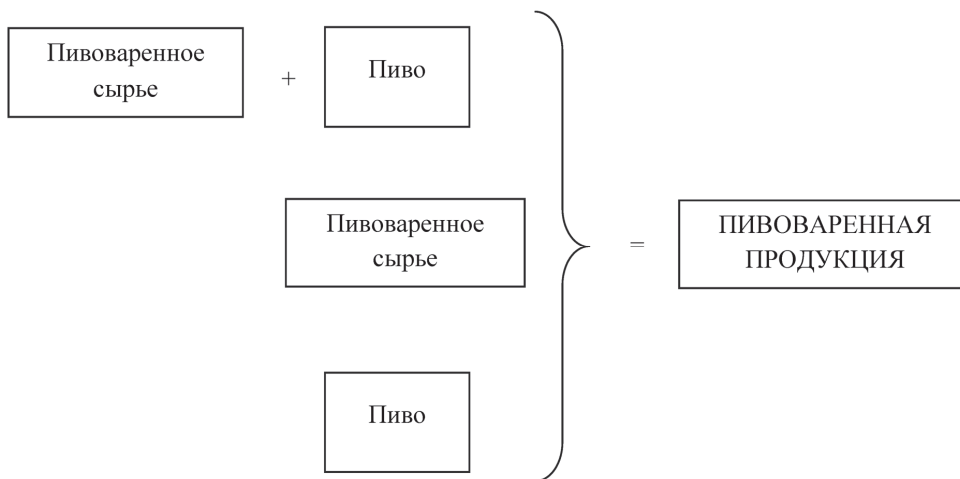 Пивоваренное
сырье
+
Пиво
Пивоваренное
сырье
=
ПИВОВАРЕННАЯ
ПРОДУКЦИЯ
Пиво